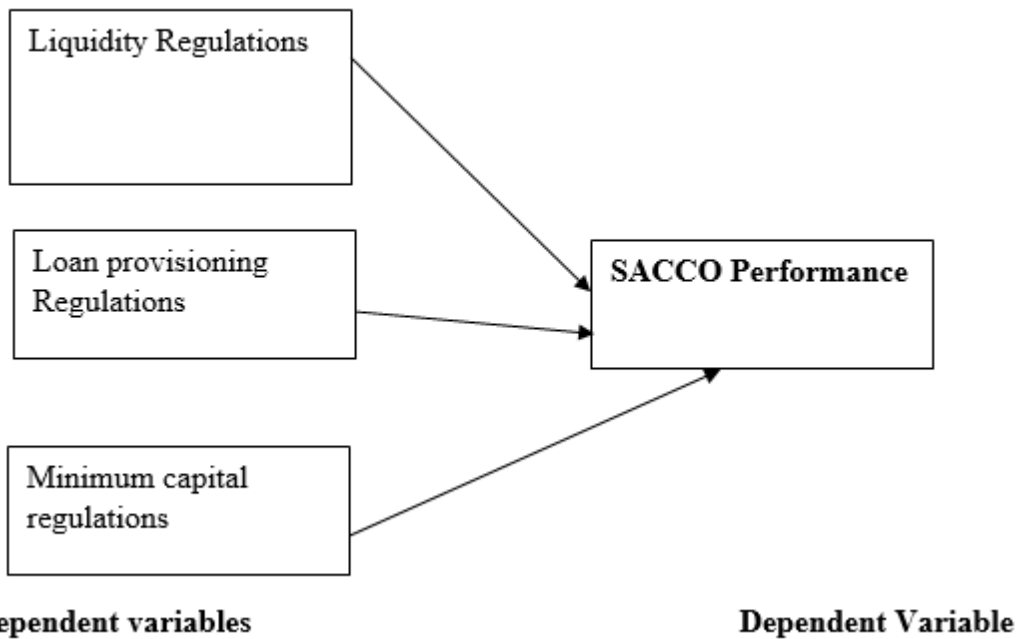 Liquidity Regulations
Loan provisioning
Regulations
SACCO Performance
Minimum capital
regulations
ependent variables
Dependent Variable